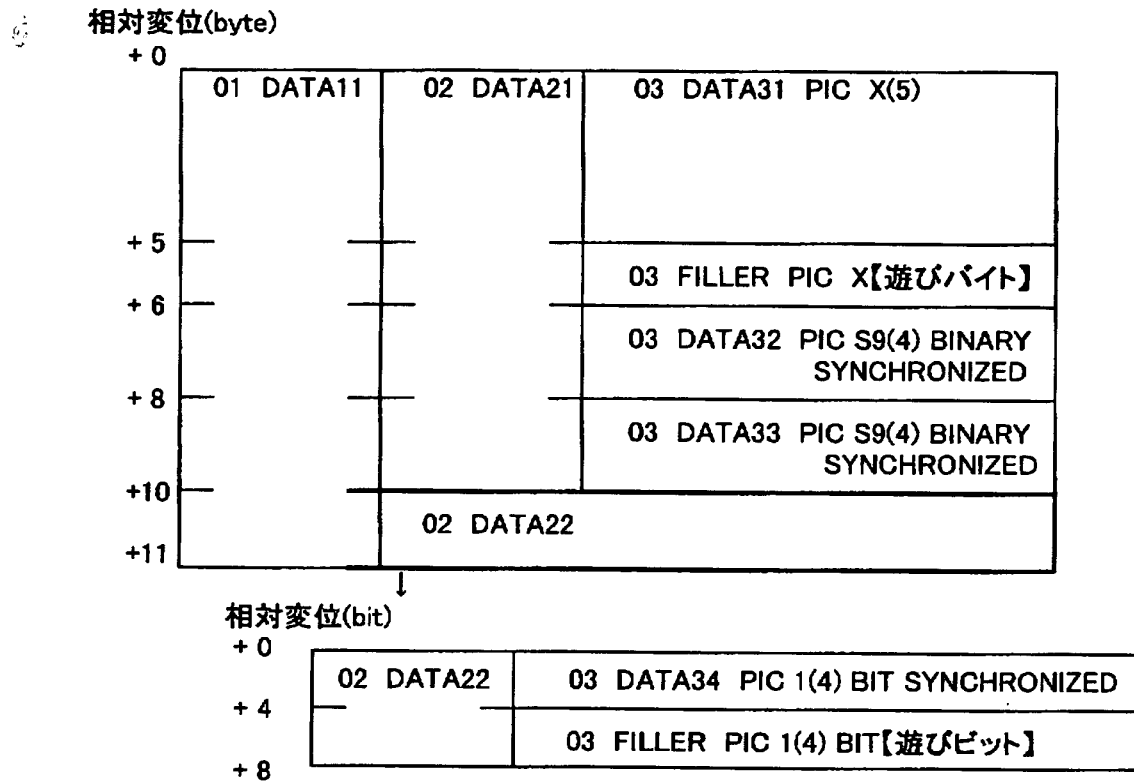 相対変位(byte)
+ 0
01 DATA11 02 DATA21 03 DATA31 PIC X(5)
+ 5
03 FILLER PIC X【遊びバイト】
+ 6
03 DATA32 PIC S9(4) BINARY
SYNCHRONIZED
+ 8
03 DATA33 PIC S9(4) BINARY
SYNCHRONIZED
+10
02 DATA22
+11
↓
相対変位(bit)
+ 0
02 DATA22 03 DATA34 PIC 1(4) BIT SYNCHRONIZED
+ 4
03 FILLER PIC 1(4) BIT【遊びビット】
+ 8